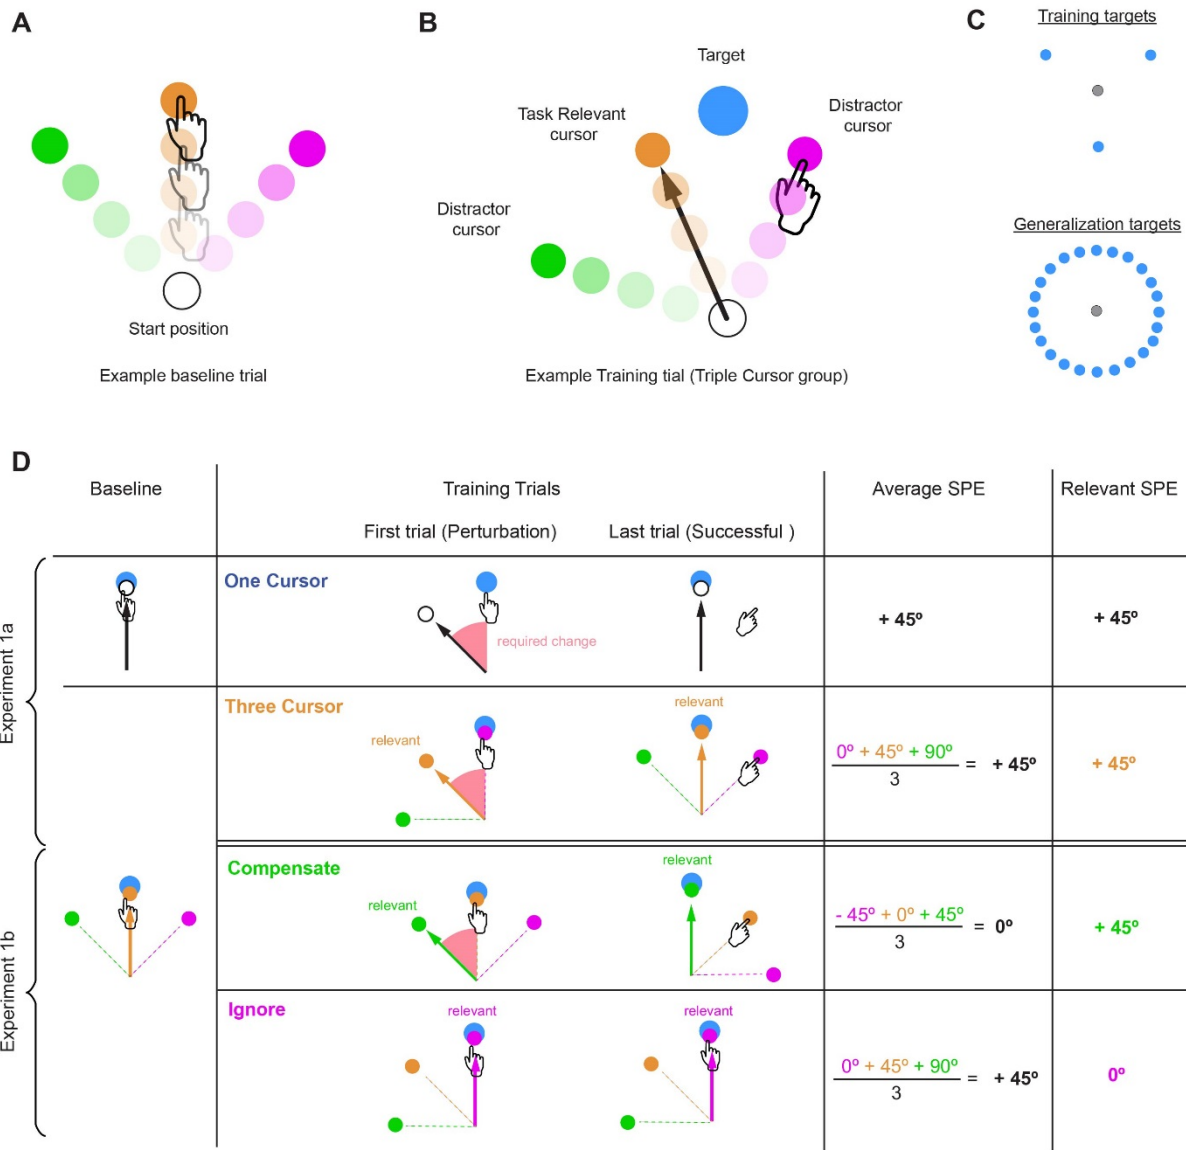 A
Start position
Example baseline trial
B
Target
Task Relevant
cursor
Distractor
cursor
Distractor
cursor
Example Training tial (Triple Cursor group)
C
Training targets
Generalization targets
D
Baseline
Training Trials
Average SPE
Relevant SPE
First trial (Perturbation)
Last trial (Successful )
Experiment 1a
One Cursor
required change
+ 45º
+ 45º
Three Cursor
relevant
relevant
0º + 45º + 90º
3
= + 45º
+ 45º
Experiment 1b
Compensate
relevant
relevant
- 45º + 0º + 45º
3
= 0º
+ 45º
Ignore
relevant
relevant
0º + 45º + 90º
3
= + 45º
0º